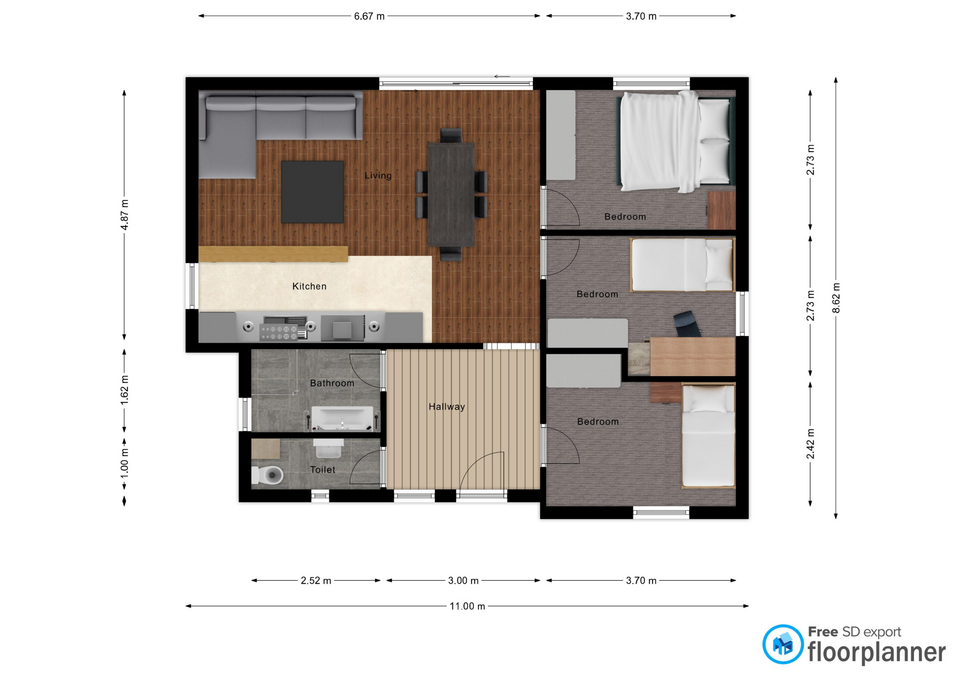 6.67 m
3.70 m
Living
Bedroom
2.73 m
4.87 m
Kitchen
Bedroom
2.73 m
8.62 m
Bathroom
Hallway
Bedroom
1.62 m
2.42 m
Toilet
1.00 m
2.52 m
3.00 m
3.70 m
11.00 m
Free SD export
floorplanner